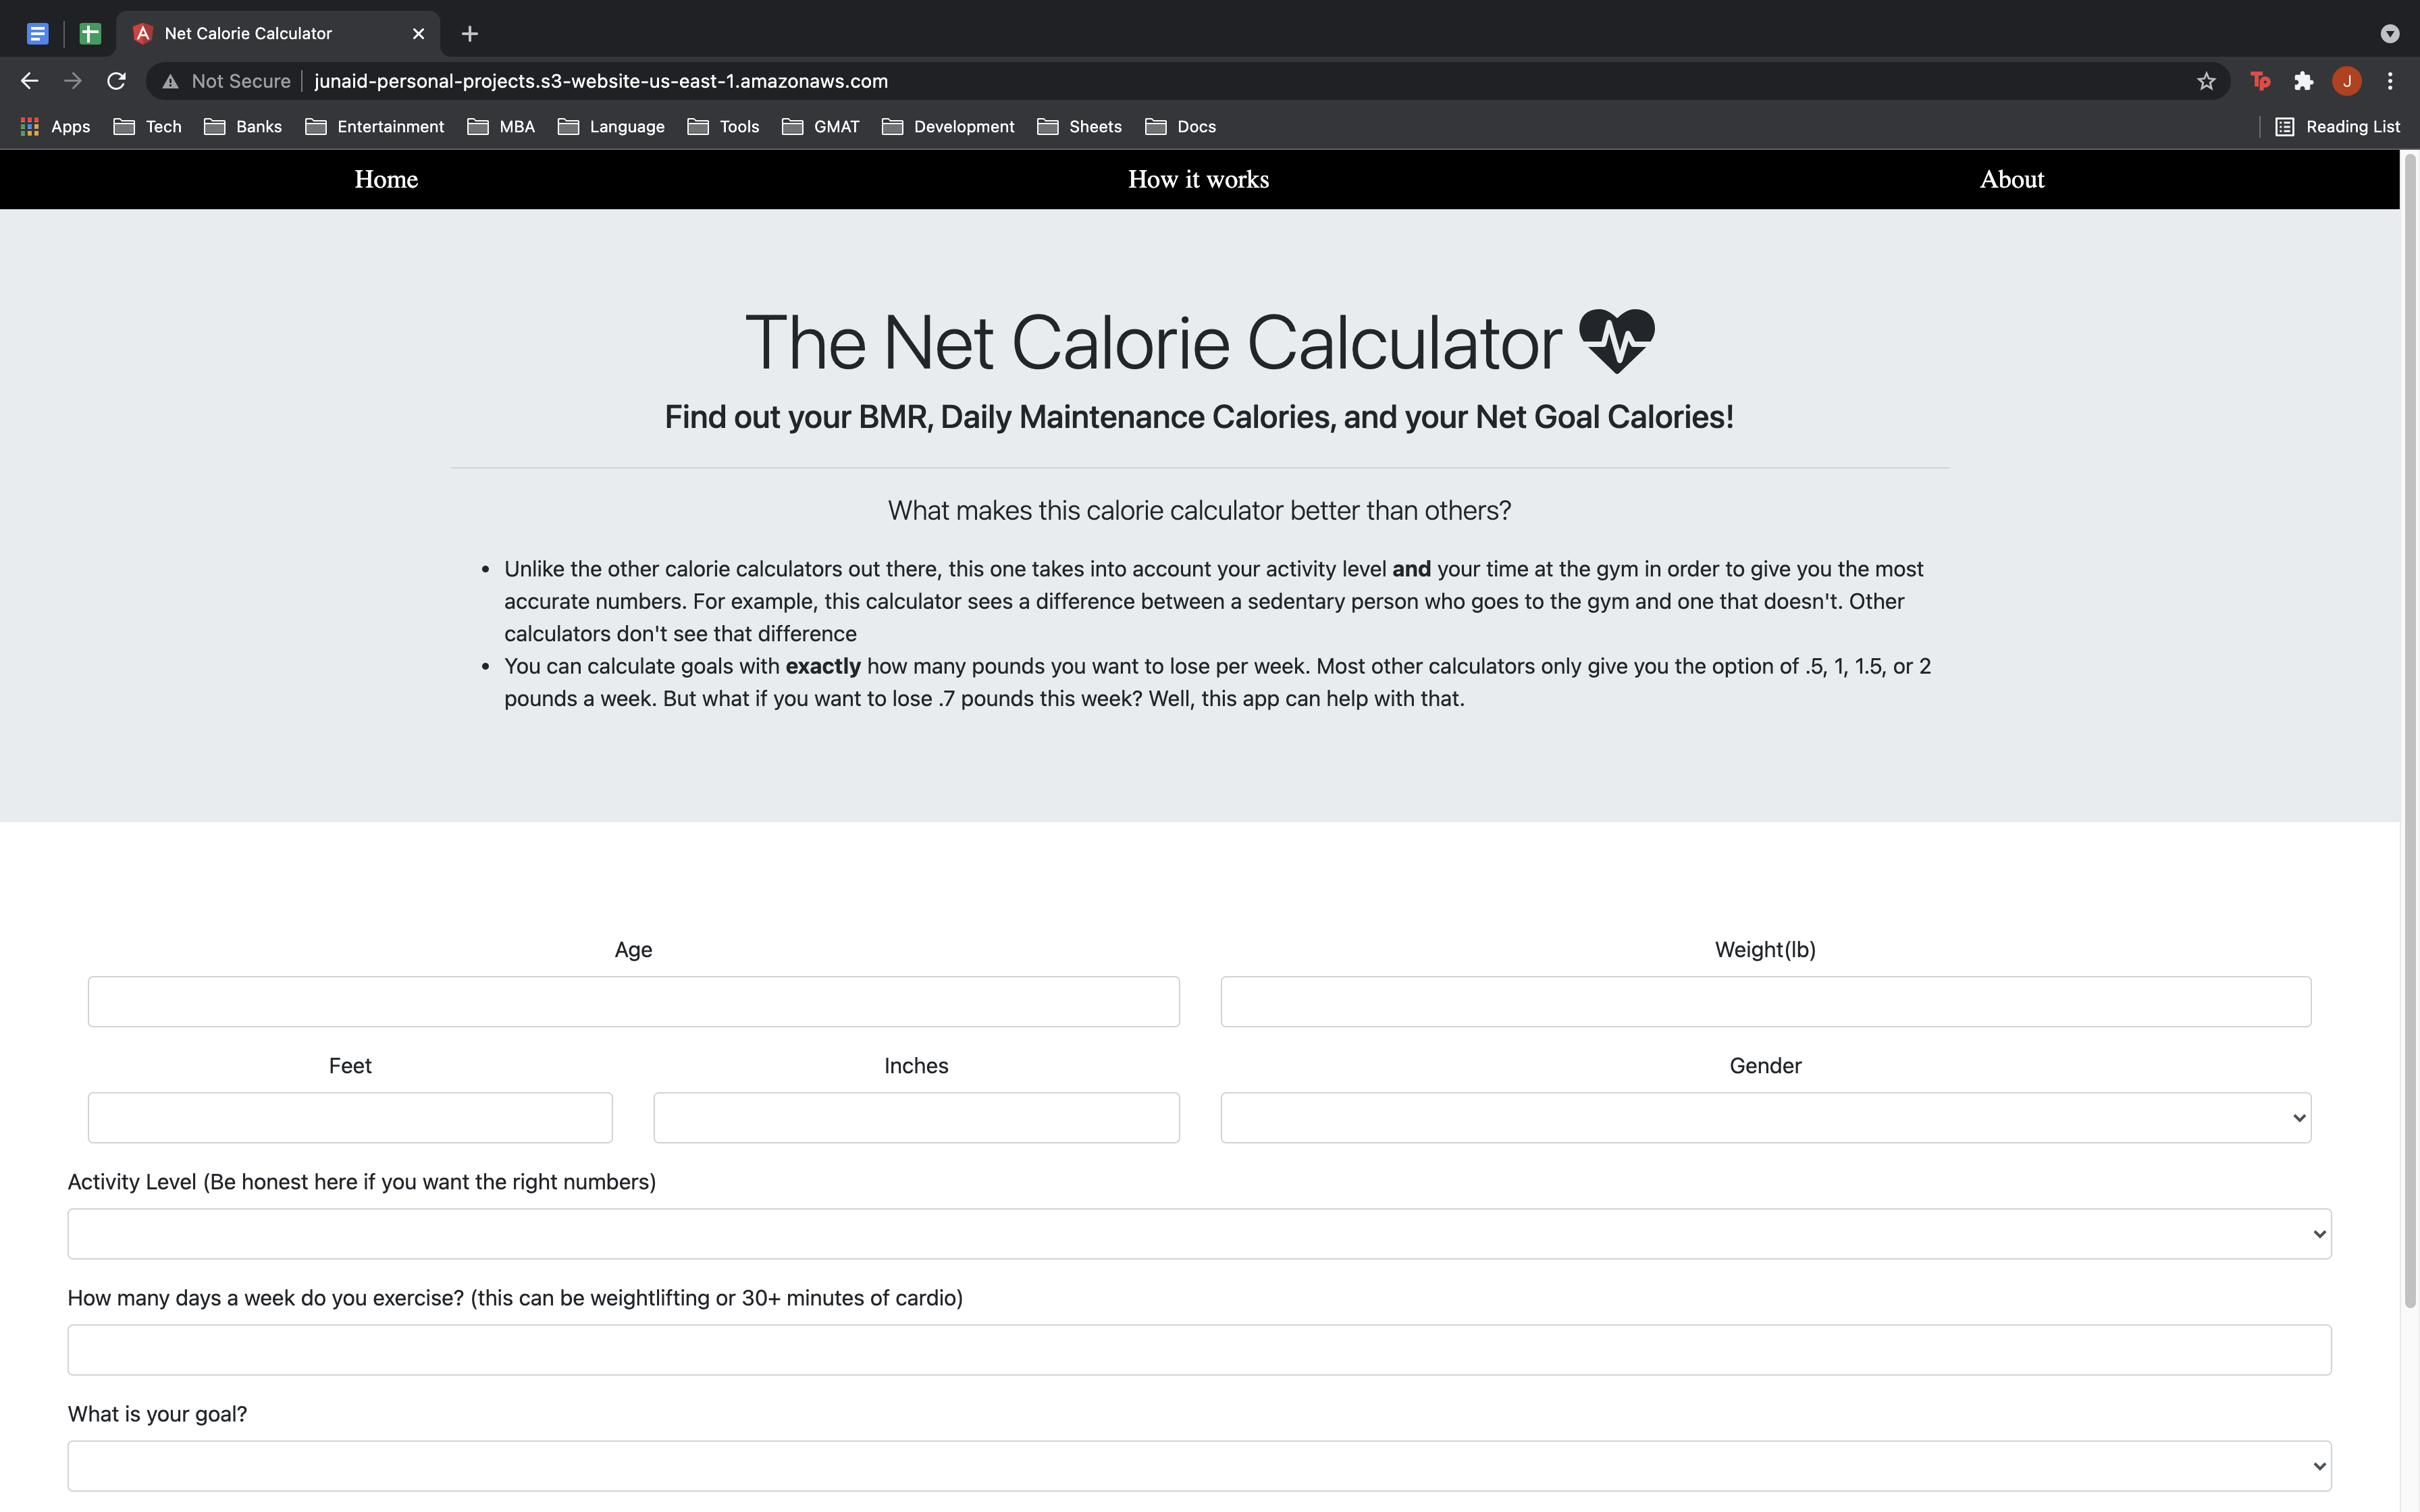 Net Calorie Calculator
Not Secure junaid-personal-projects.s3-website-us-east-1.amazonaws.com
Tp
J
Apps Tech Banks Entertainment MBA Language Tools GMAT Development Sheets Docs Reading List
Home How it works About
The Net Calorie Calculator
Find out your BMR, Daily Maintenance Calories, and your Net Goal Calories!
What makes this calorie calculator better than others?
• Unlike the other calorie calculators out there, this one takes into account your activity level and your time at the gym in order to give you the most
accurate numbers. For example, this calculator sees a difference between a sedentary person who goes to the gym and one that doesn't. Other
calculators don't see that difference
• You can calculate goals with exactly how many pounds you want to lose per week. Most other calculators only give you the option of .5, 1, 1.5, or 2
pounds a week. But what if you want to lose .7 pounds this week? Well, this app can help with that.
Age Weight(lb)
Feet Inches Gender
Activity Level (Be honest here if you want the right numbers)
How many days a week do you exercise? (this can be weightlifting or 30+ minutes of cardio)
What is your goal?